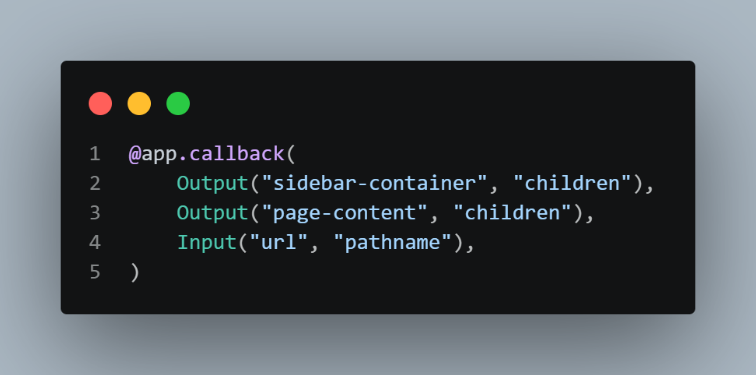 1 @app.callback(
2     Output("sidebar-container", "children"),
3     Output("page-content", "children"),
4     Input("url", "pathname"),
5 )